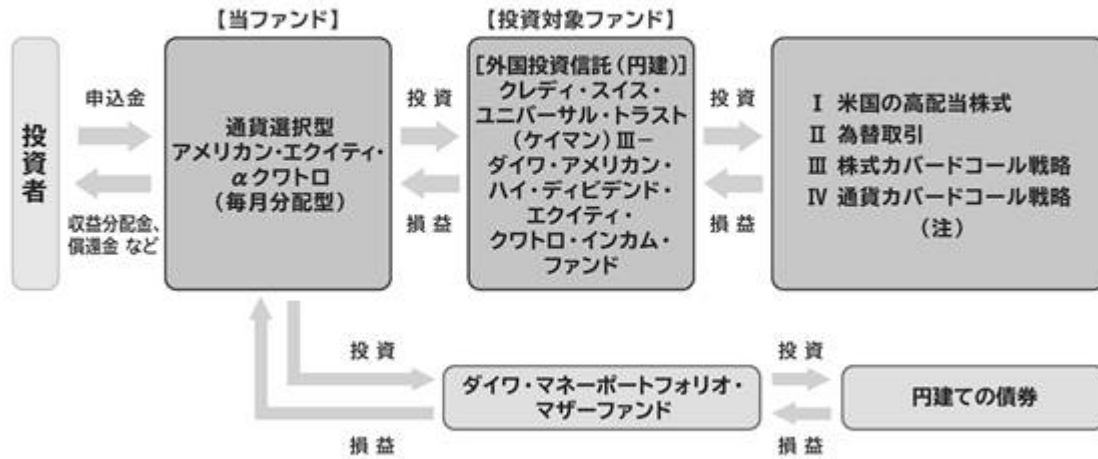 【当ファンド】
【投資対象ファンド】
投資者
申込金
収益分配金、
償還金 など
通貨選択型
アメリカン・エクイティ・
αクワトロ
（毎月分配型）
投 資
損 益
［外国投資信託（円建）］
クレディ・スイス・
ユニバーサル・トラスト
（ケイマン）Ⅲ－
ダイワ・アメリカン・
ハイ・ディビデンド・
エクイティ・
クワトロ・インカム・
ファンド
投 資
損 益
Ⅰ 米国の高配当株式
Ⅱ 為替取引
Ⅲ 株式カバードコール戦略
Ⅳ 通貨カバードコール戦略
（注）
投 資
損 益
ダイワ・マネーポートフォリオ・
マザーファンド
投 資
損 益
円建ての債券